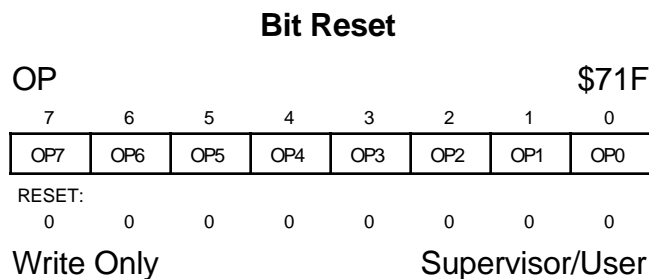 Bit Reset
OP $71F
7 6 5 4 3 2 1 0
OP7 OP6 OP5 OP4 OP3 OP2 OP1 OP0
RESET:
0 0 0 0 0 0 0 0
Write Only Supervisor/User